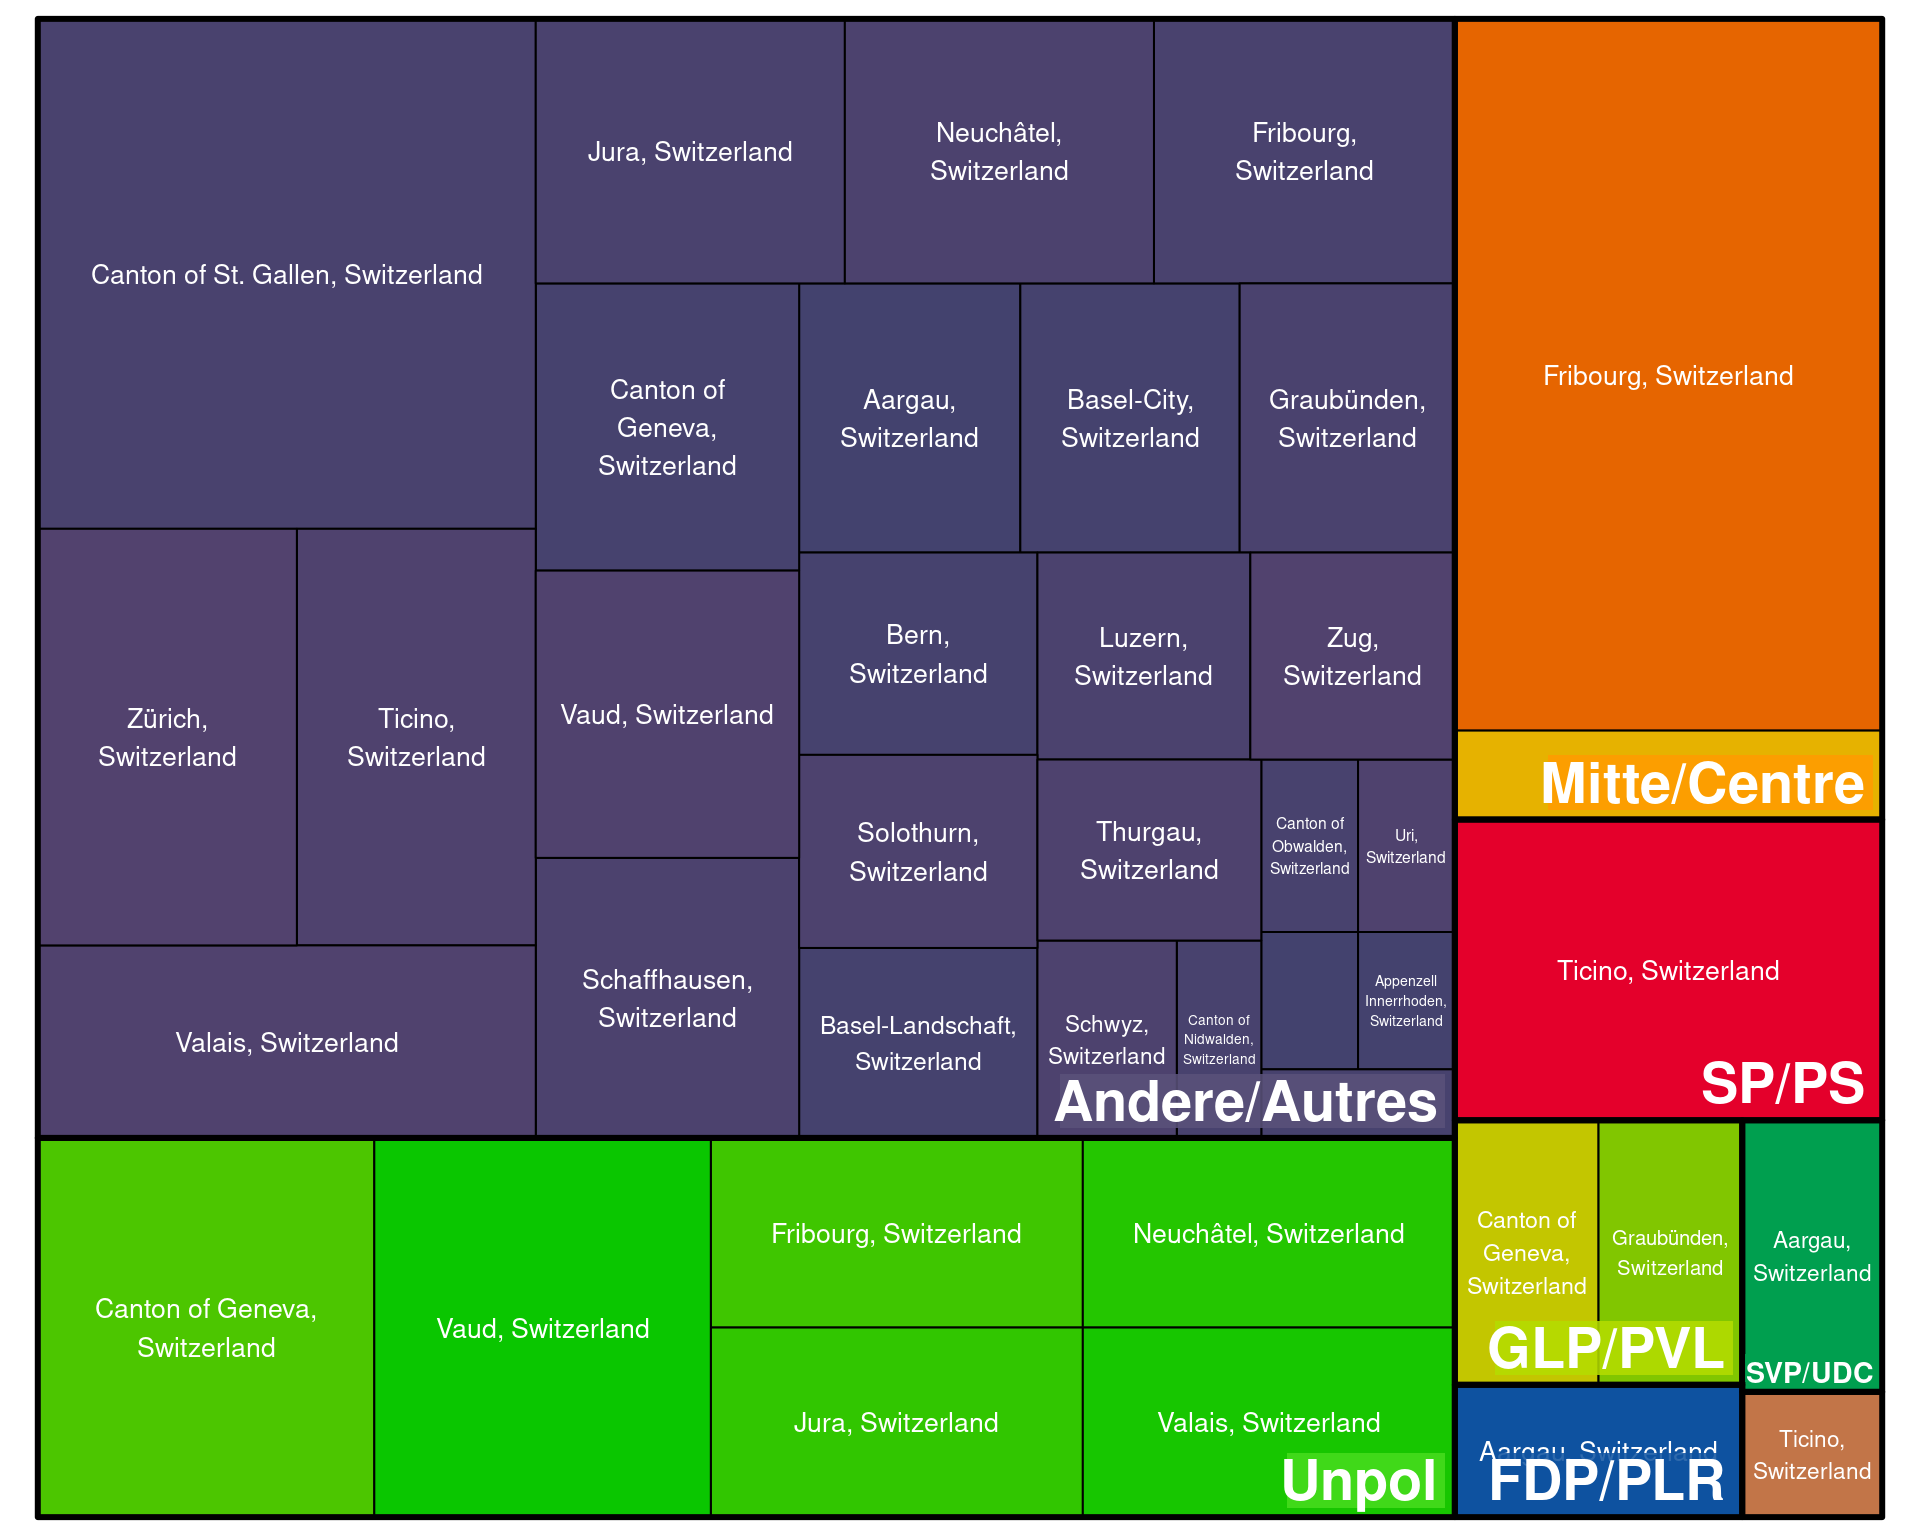 Canton of St. Gallen, Switzerland
Jura, Switzerland
Neuchâtel,
Switzerland
Fribourg,
Switzerland
Canton of
Geneva,
Switzerland
Aargau,
Switzerland
Basel-City,
Switzerland
Graubünden,
Switzerland
Zürich,
Switzerland
Ticino,
Switzerland
Valais, Switzerland
Vaud, Switzerland
Schaffhausen,
Switzerland
Bern,
Switzerland
Luzern,
Switzerland
Zug,
Switzerland
Solothurn,
Switzerland
Thurgau,
Switzerland
Canton of
Obwalden,
Switzerland
Uri,
Switzerland
Basel-Landschaft,
Switzerland
Schwyz,
Switzerland
Canton of
Nidwalden,
Switzerland
Appenzell
Innerrhoden,
Switzerland
Andere/Autres
Canton of Geneva,
Switzerland
Vaud, Switzerland
Fribourg, Switzerland
Neuchâtel, Switzerland
Jura, Switzerland
Valais, Switzerland
Unpol
Fribourg, Switzerland
Mitte/Centre
Ticino, Switzerland
SP/PS
Canton of
Geneva,
Switzerland
Graubünden,
Switzerland
GLP/PVL
Aargau,
Switzerland
SVP/UDC
Aargau, Switzerland
FDP/PLR
Ticino,
Switzerland